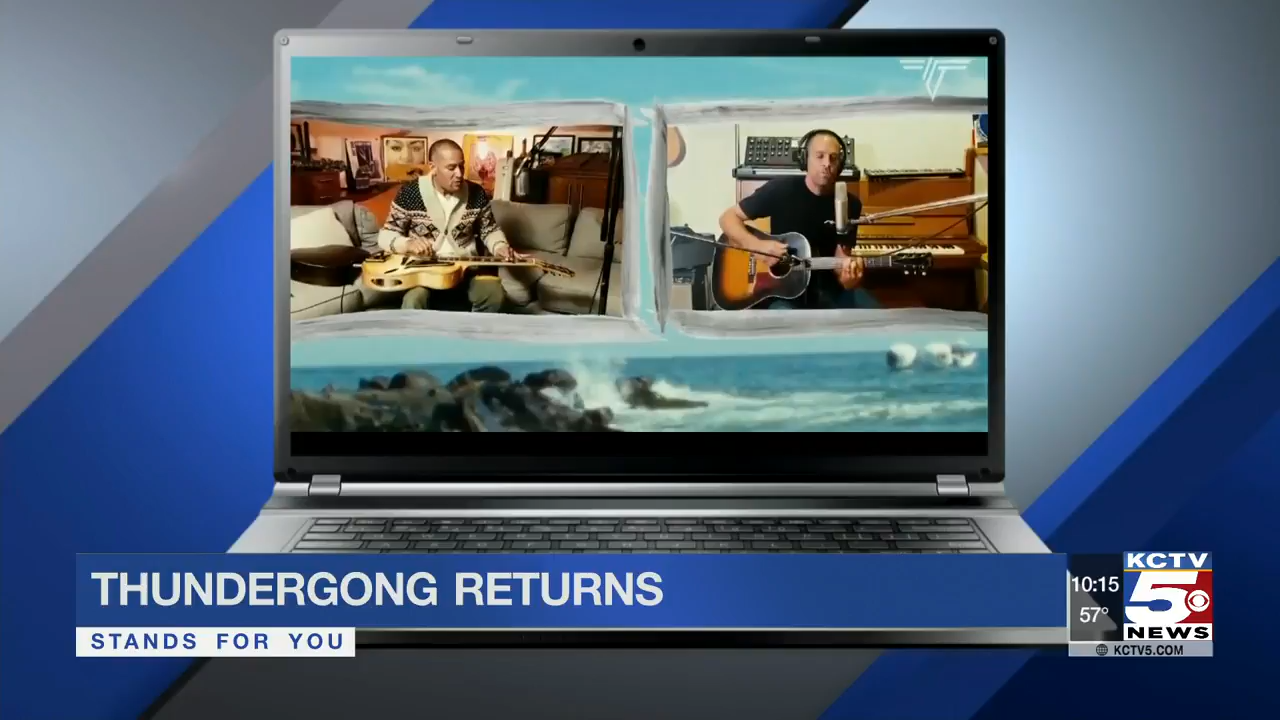 THUNDERGONG RETURNS
STANDS FOR YOU
10:15
57°
KCTV
5
NEWS
KCTV5.COM